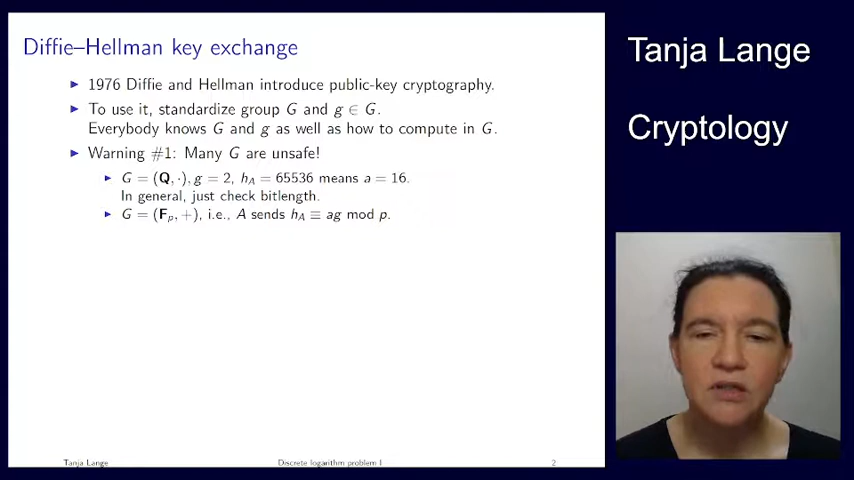 Diffie–Hellman key exchange
▶ 1976 Diffie and Hellman introduce public-key cryptography.
▶ To use it, standardize group G and g ∈ G.
Everybody knows G and g as well as how to compute in G.
▶ Warning #1: Many G are unsafe!
▶ G = (Q, ·), g = 2, h_A = 65536 means a = 16.
In general, just check bitlength.
▶ G = (F_p, +), i.e., A sends h_A ≡ ag mod p.
Tanja Lange
Discrete logarithm problem I
2
Tanja Lange
Cryptology